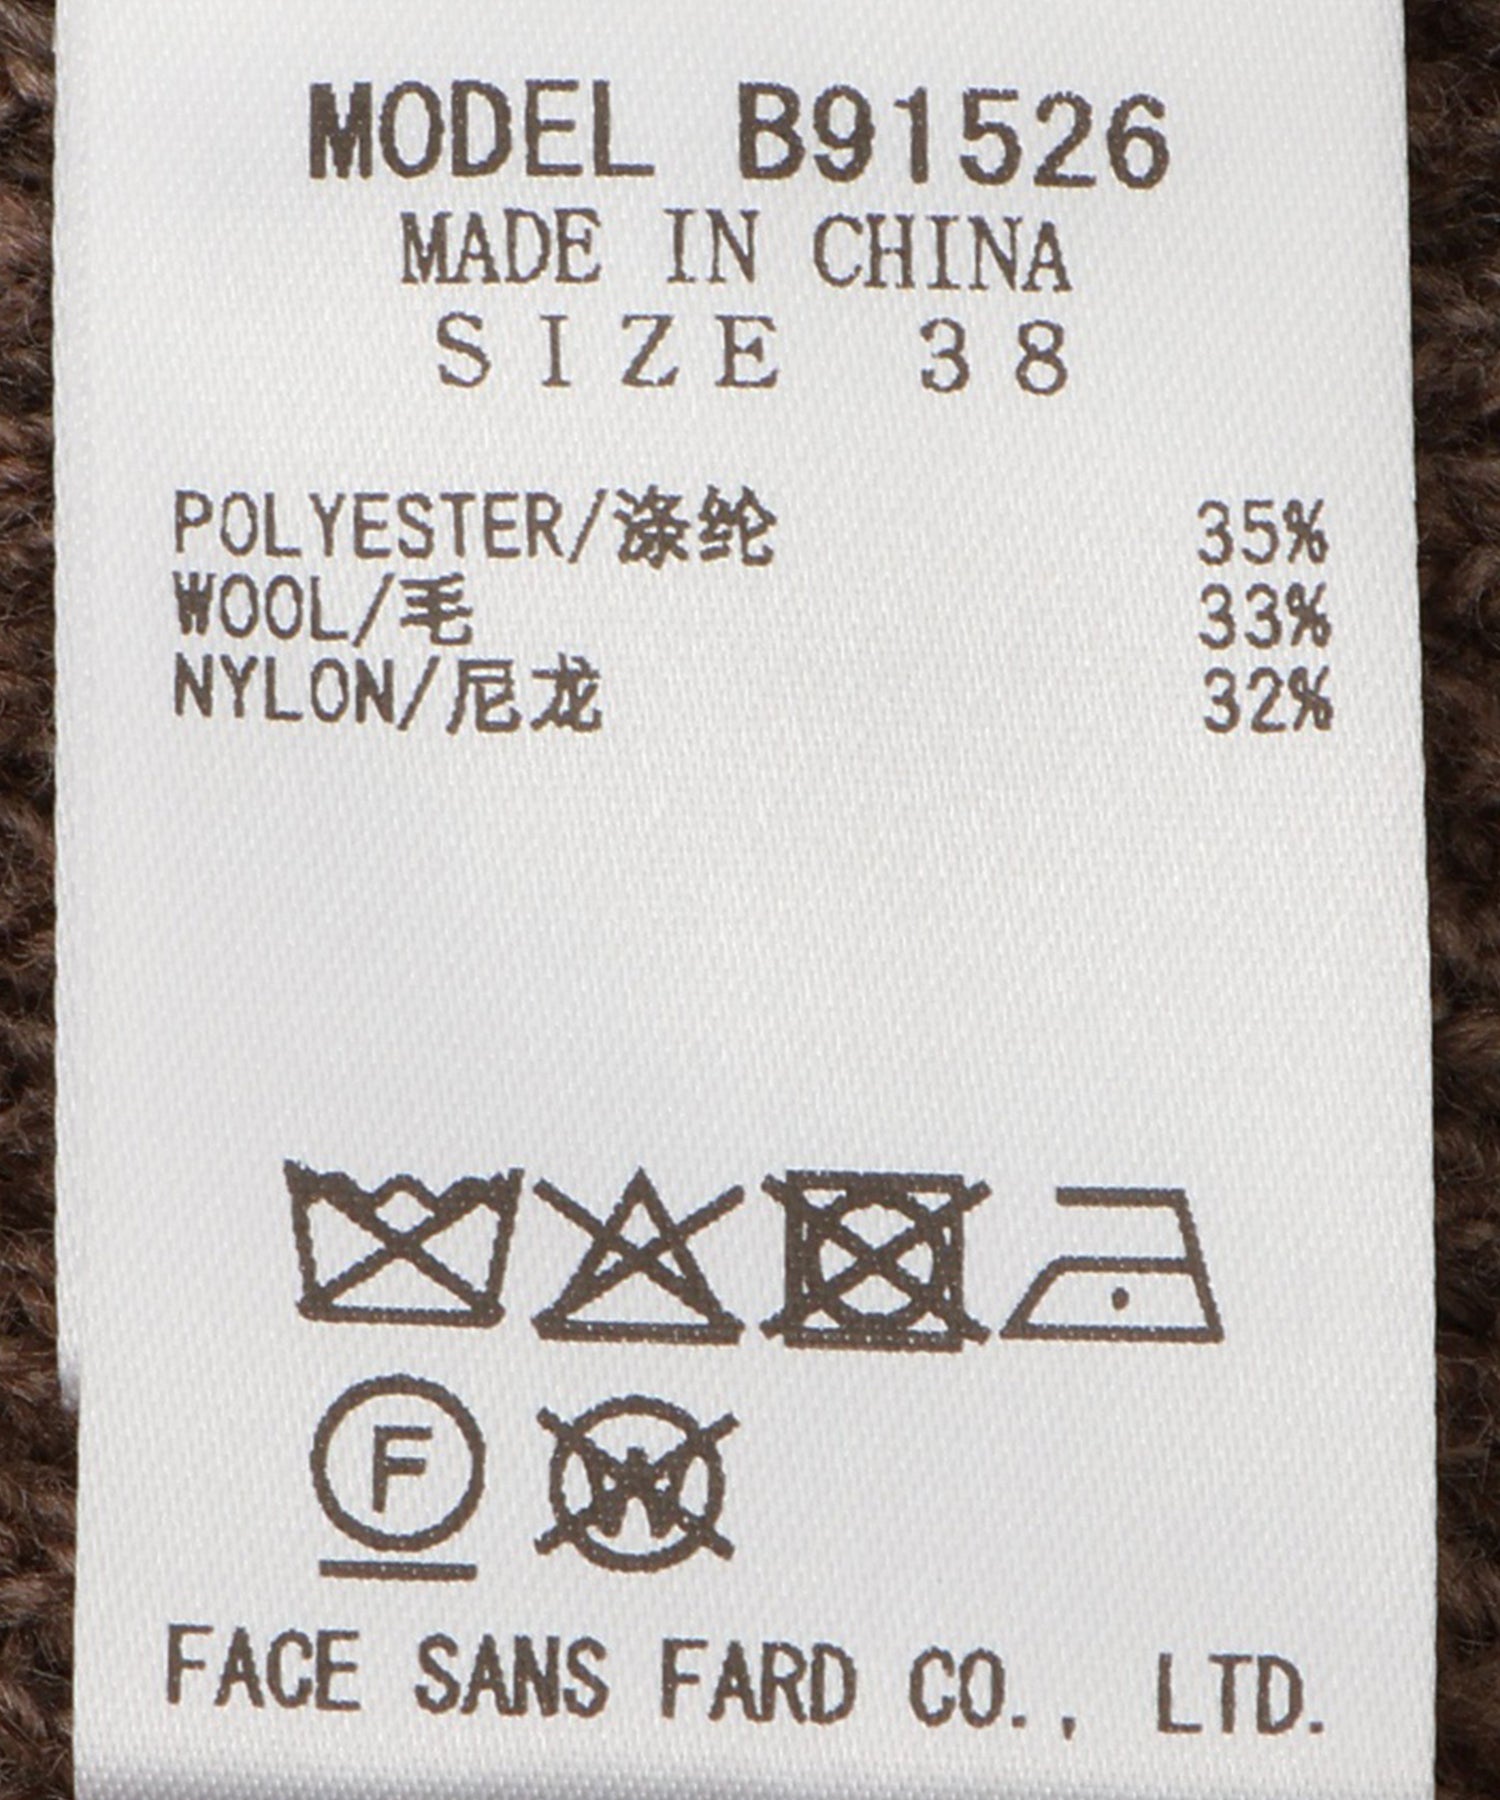 MODEL B91526
MADE IN CHINA
SIZE 38
POLYESTER/涤纶 35%
WOOL/毛 33%
NYLON/尼龙 32%
F
W
FACE SANS FARD CO., LTD.